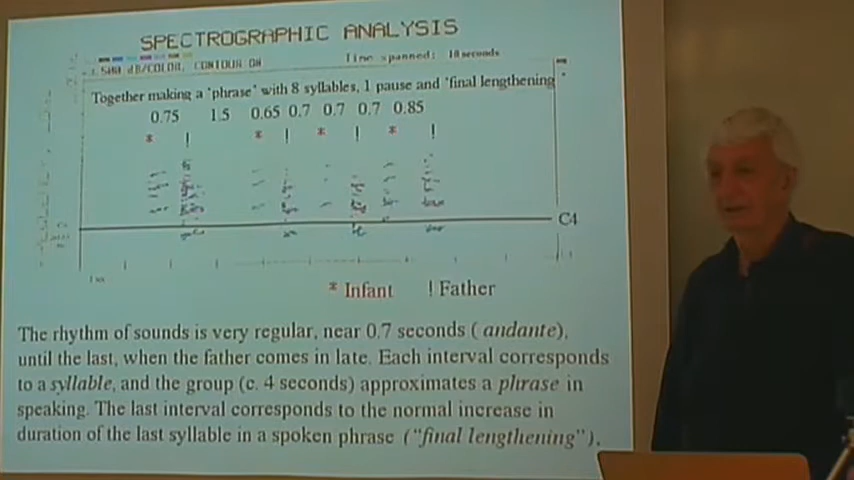 SPECTROGRAPHIC ANALYSIS
dB/COLOR, CONTOUR ON Time spanned: 10 seconds
Together making a 'phrase' with 8 syllables, 1 pause and 'final lengthening
0.75 1.5 0.65 0.7 0.7 0.7 0.85
* ! * ! * ! * !
C4
* Infant ! Father
The rhythm of sounds is very regular, near 0.7 seconds ( andante),
until the last, when the father comes in late. Each interval corresponds
to a syllable, and the group (c. 4 seconds) approximates a phrase in
speaking. The last interval corresponds to the normal increase in
duration of the last syllable in a spoken phrase ("final lengthening").